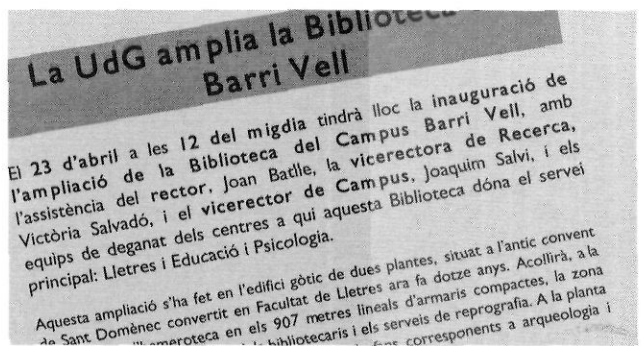 La UdG amplia la Biblioteca
Barri Vell
El 23 d'abril a les 12 del migdia tindrà lloc la inauguració de
l'ampliació de la Biblioteca del Campus Barri Vell, amb
l'assistència del rector, Joan Batlle, la vicerectora de Recerca,
Victòria Salvadó, i el vicerector de Campus, Joaquim Salvi, i els
equips de deganat dels centres a qui aquesta Biblioteca dóna el servei
principal: Lletres i Educació i Psicologia.
Aquesta ampliació s'ha fet en l'edifici gòtic de dues plantes, situat a l'antic convent
de Sant Domènec convertit en Facultat de Lletres ara fa dotze anys. Acollirà, a la
hemeroteca en els 907 metres lineals d'armaris compactes, la zona
bibliotecaris i els serveis de reprografia. A la planta
corresponents a arqueologia i